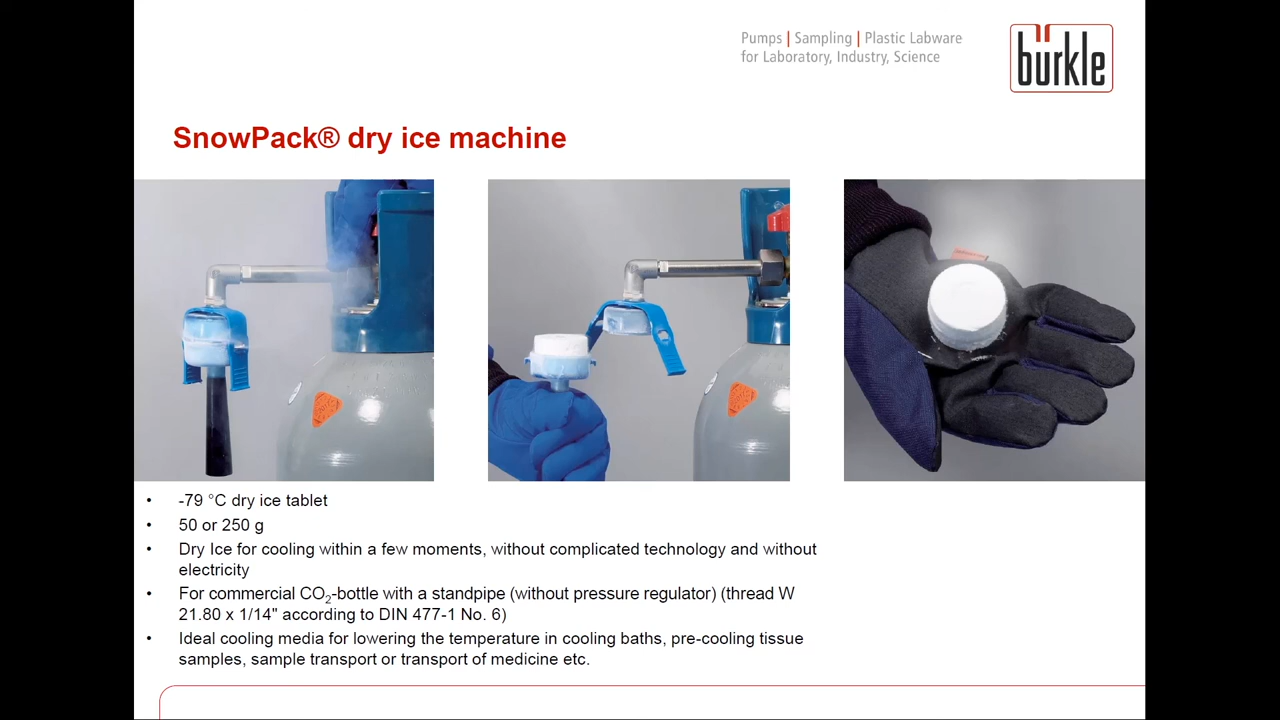 Pumps | Sampling | Plastic Labware
for Laboratory, Industry, Science
bürkle
SnowPack® dry ice machine
• -79 °C dry ice tablet
• 50 or 250 g
• Dry Ice for cooling within a few moments, without complicated technology and without
electricity
• For commercial CO₂-bottle with a standpipe (without pressure regulator) (thread W
21.80 x 1/14" according to DIN 477-1 No. 6)
• Ideal cooling media for lowering the temperature in cooling baths, pre-cooling tissue
samples, sample transport or transport of medicine etc.